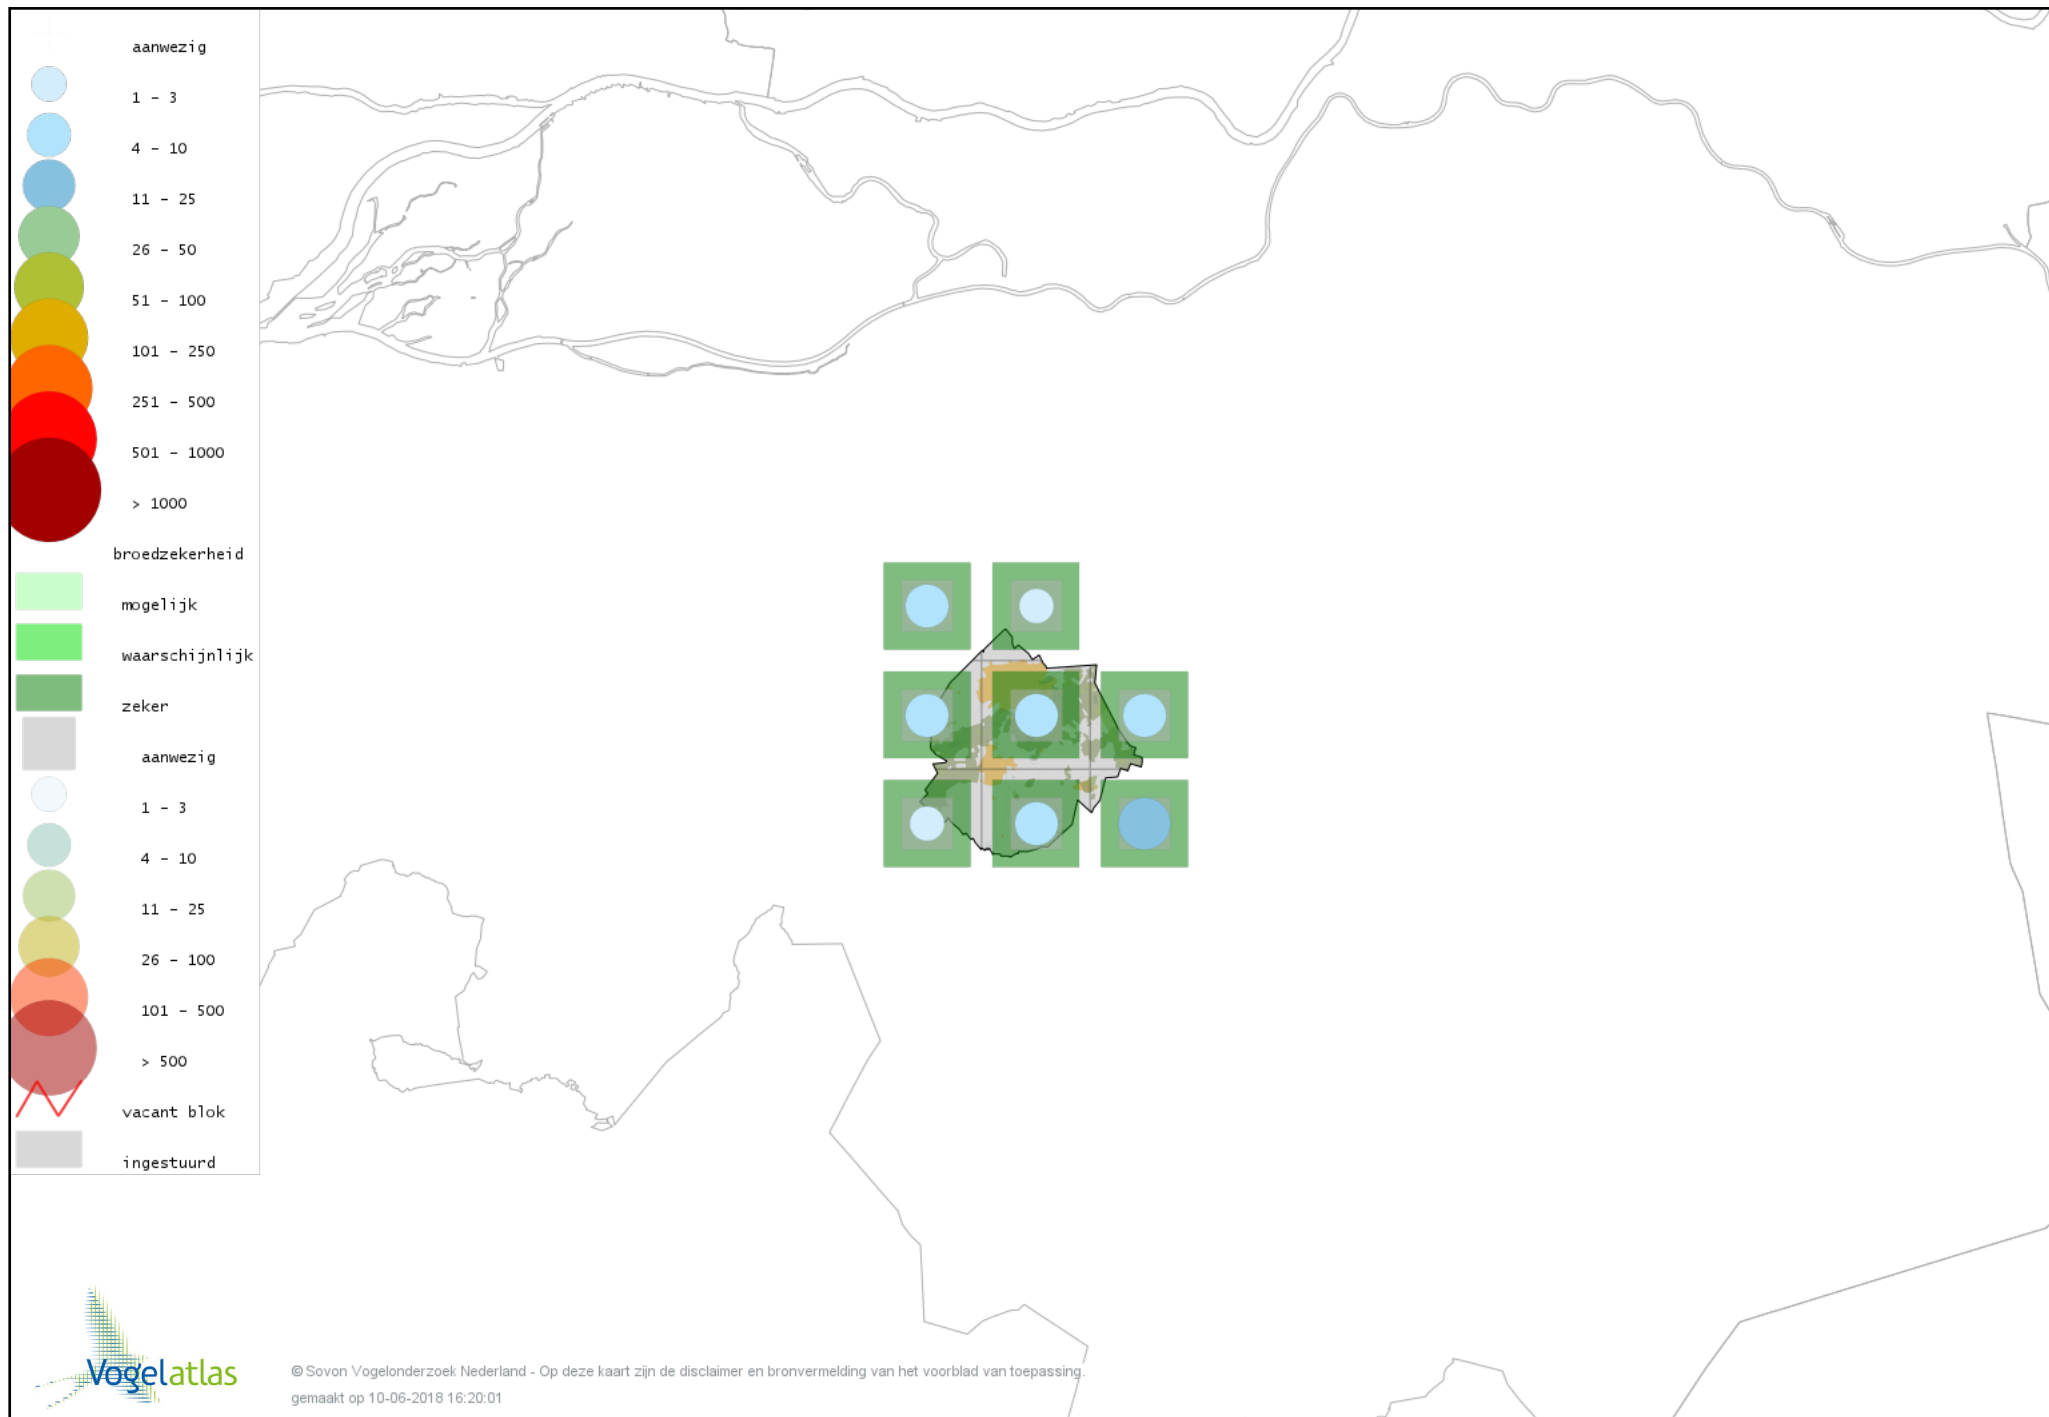 aanwezig
1 - 3
4 - 10
11 - 25
26 - 50
51 - 100
101 - 250
251 - 500
501 - 1000
> 1000
broedzekerheid
mogelijk
waarschijnlijk
zeker
aanwezig
1 - 3
4 - 10
11 - 25
26 - 100
101 - 500
> 500
vacant blok
ingestuurd
Vogelatlas
© Sovon Vogelonderzoek Nederland - Op deze kaart zijn de disclaimer en bronvermelding van het voorblad van toepassing.
gemaakt op 10-06-2018 16:20:01